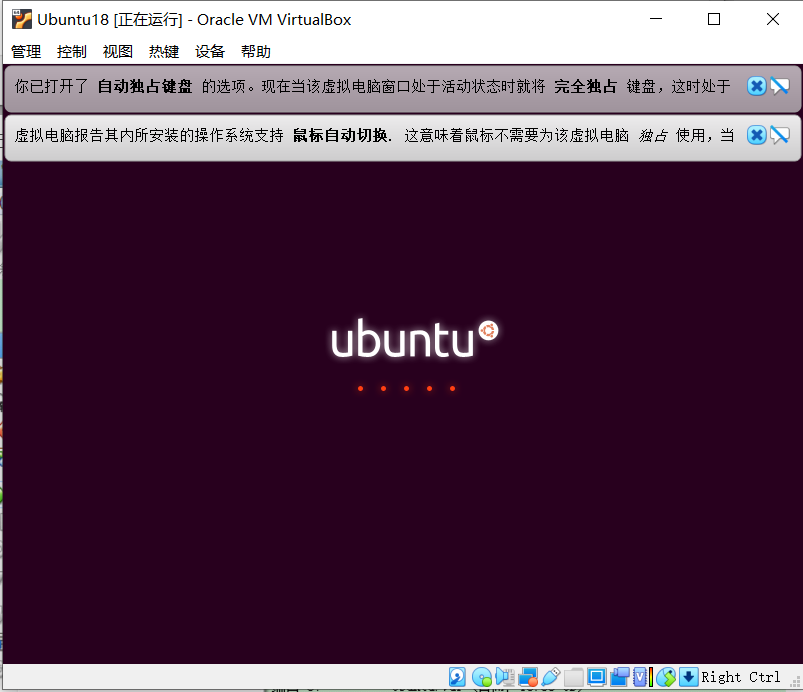 Ubuntu18 [正在运行] - Oracle VM VirtualBox
管理 控制 视图 热键 设备 帮助
你已打开了 自动独占键盘 的选项。现在当该虚拟电脑窗口处于活动状态时就将 完全独占 键盘，这时处于
虚拟电脑报告其内所安装的操作系统支持 鼠标自动切换. 这意味着鼠标不需要为该虚拟电脑 独占 使用，当
ubuntu
Right Ctrl